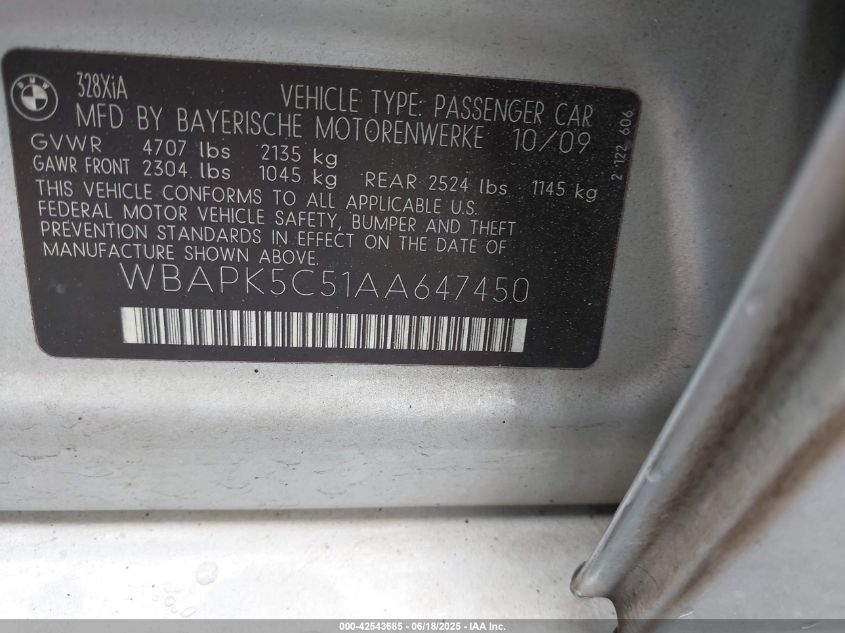 BMW
328XiA
VEHICLE TYPE: PASSENGER CAR
MFD BY BAYERISCHE MOTORENWERKE 10/09
GVWR 4707 lbs 2135 kg
GAWR FRONT 2304 lbs 1045 kg REAR 2524 lbs 1145 kg
THIS VEHICLE CONFORMS TO ALL APPLICABLE U.S.
FEDERAL MOTOR VEHICLE SAFETY, BUMPER AND THEFT
PREVENTION STANDARDS IN EFFECT ON THE DATE OF
MANUFACTURE SHOWN ABOVE.
WBAPK5C51AA647450
2 122 606
000-42543685 - 06/18/2025 - IAA Inc.